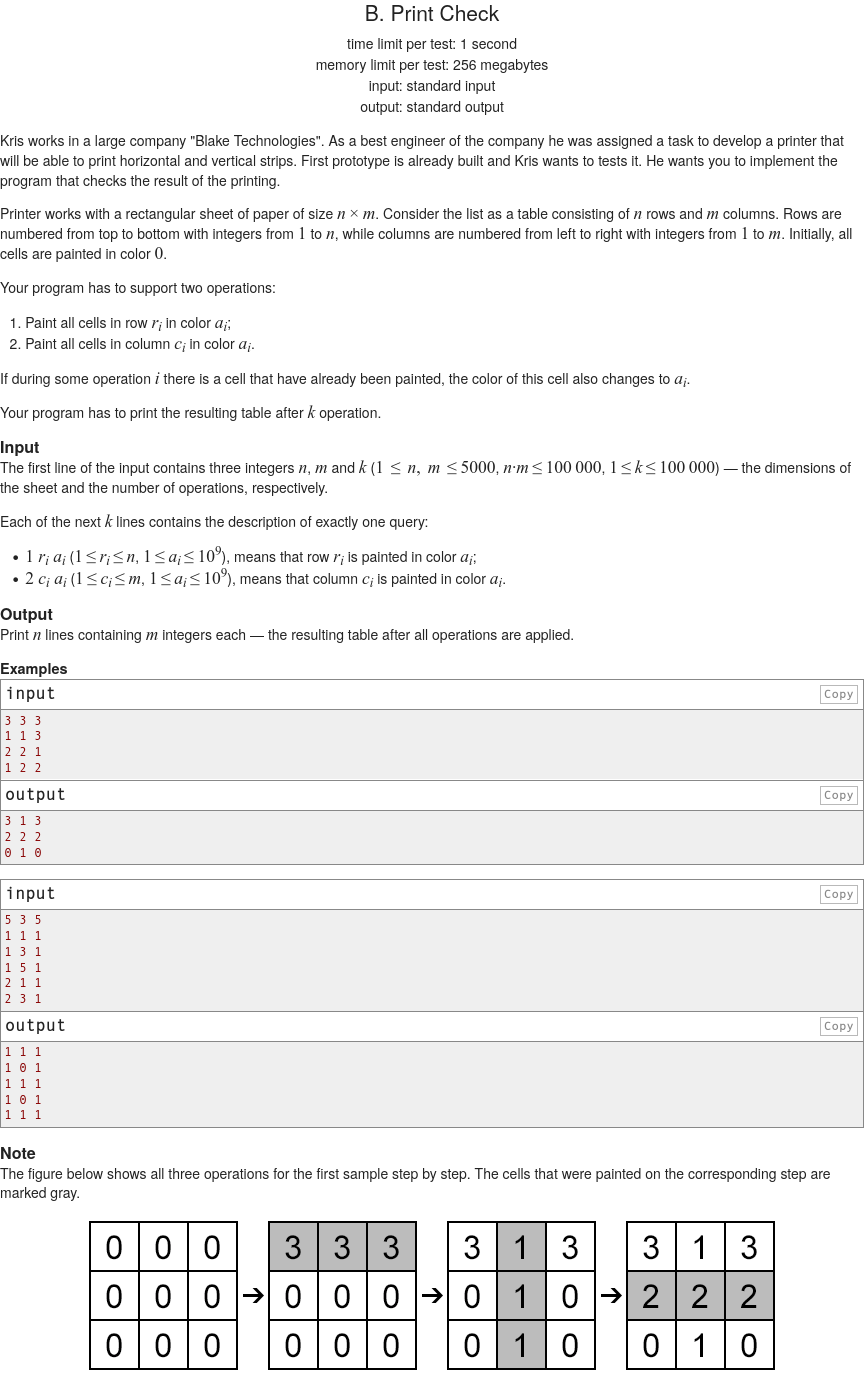 B. Print Check
time limit per test: 1 second
memory limit per test: 256 megabytes
input: standard input
output: standard output
Kris works in a large company "Blake Technologies". As a best engineer of the company he was assigned a task to develop a printer that
will be able to print horizontal and vertical strips. First prototype is already built and Kris wants to tests it. He wants you to implement the
program that checks the result of the printing.
Printer works with a rectangular sheet of paper of size n × m. Consider the list as a table consisting of n rows and m columns. Rows are
numbered from top to bottom with integers from 1 to n, while columns are numbered from left to right with integers from 1 to m. Initially, all
cells are painted in color 0.
Your program has to support two operations:
1. Paint all cells in row r_i in color a_i;
2. Paint all cells in column c_i in color a_i.
If during some operation i there is a cell that have already been painted, the color of this cell also changes to a_i.
Your program has to print the resulting table after k operation.
Input
The first line of the input contains three integers n, m and k (1 ≤ n, m ≤ 5000, n·m ≤ 100 000, 1 ≤ k ≤ 100 000) — the dimensions of
the sheet and the number of operations, respectively.
Each of the next k lines contains the description of exactly one query:
• 1 r_i a_i (1 ≤ r_i ≤ n, 1 ≤ a_i ≤ 10^9), means that row r_i is painted in color a_i;
• 2 c_i a_i (1 ≤ c_i ≤ m, 1 ≤ a_i ≤ 10^9), means that column c_i is painted in color a_i.
Output
Print n lines containing m integers each — the resulting table after all operations are applied.
Examples
input Copy
3 3 3
1 1 3
2 2 1
1 2 2
output Copy
3 1 3
2 2 2
0 1 0
input Copy
5 3 5
1 1 1
1 3 1
1 5 1
2 1 1
2 3 1
output Copy
1 1 1
1 0 1
1 1 1
1 0 1
1 1 1
Note
The figure below shows all three operations for the first sample step by step. The cells that were painted on the corresponding step are
marked gray.
0 0 0 3 3 3 3 1 3 3 1 3
0 0 0 ➔ 0 0 0 ➔ 0 1 0 ➔ 2 2 2
0 0 0 0 0 0 0 1 0 0 1 0